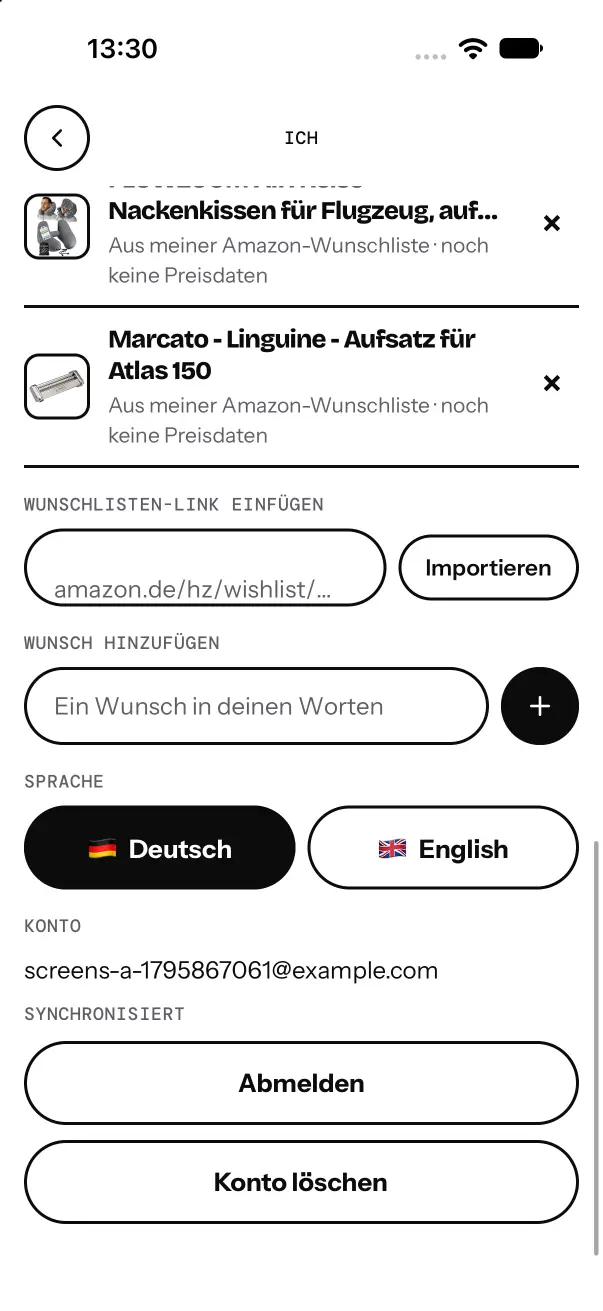 13:30
ICH
Nackenkissen für Flugzeug, auf...
Aus meiner Amazon-Wunschliste · noch
keine Preisdaten
Marcato - Linguine - Aufsatz für
Atlas 150
Aus meiner Amazon-Wunschliste · noch
keine Preisdaten
WUNSCHLISTEN-LINK EINFÜGEN
amazon.de/hz/wishlist/...
Importieren
WUNSCH HINZUFÜGEN
Ein Wunsch in deinen Worten
SPRACHE
Deutsch
English
KONTO
screens-a-1795867061@example.com
SYNCHRONISIERT
Abmelden
Konto löschen